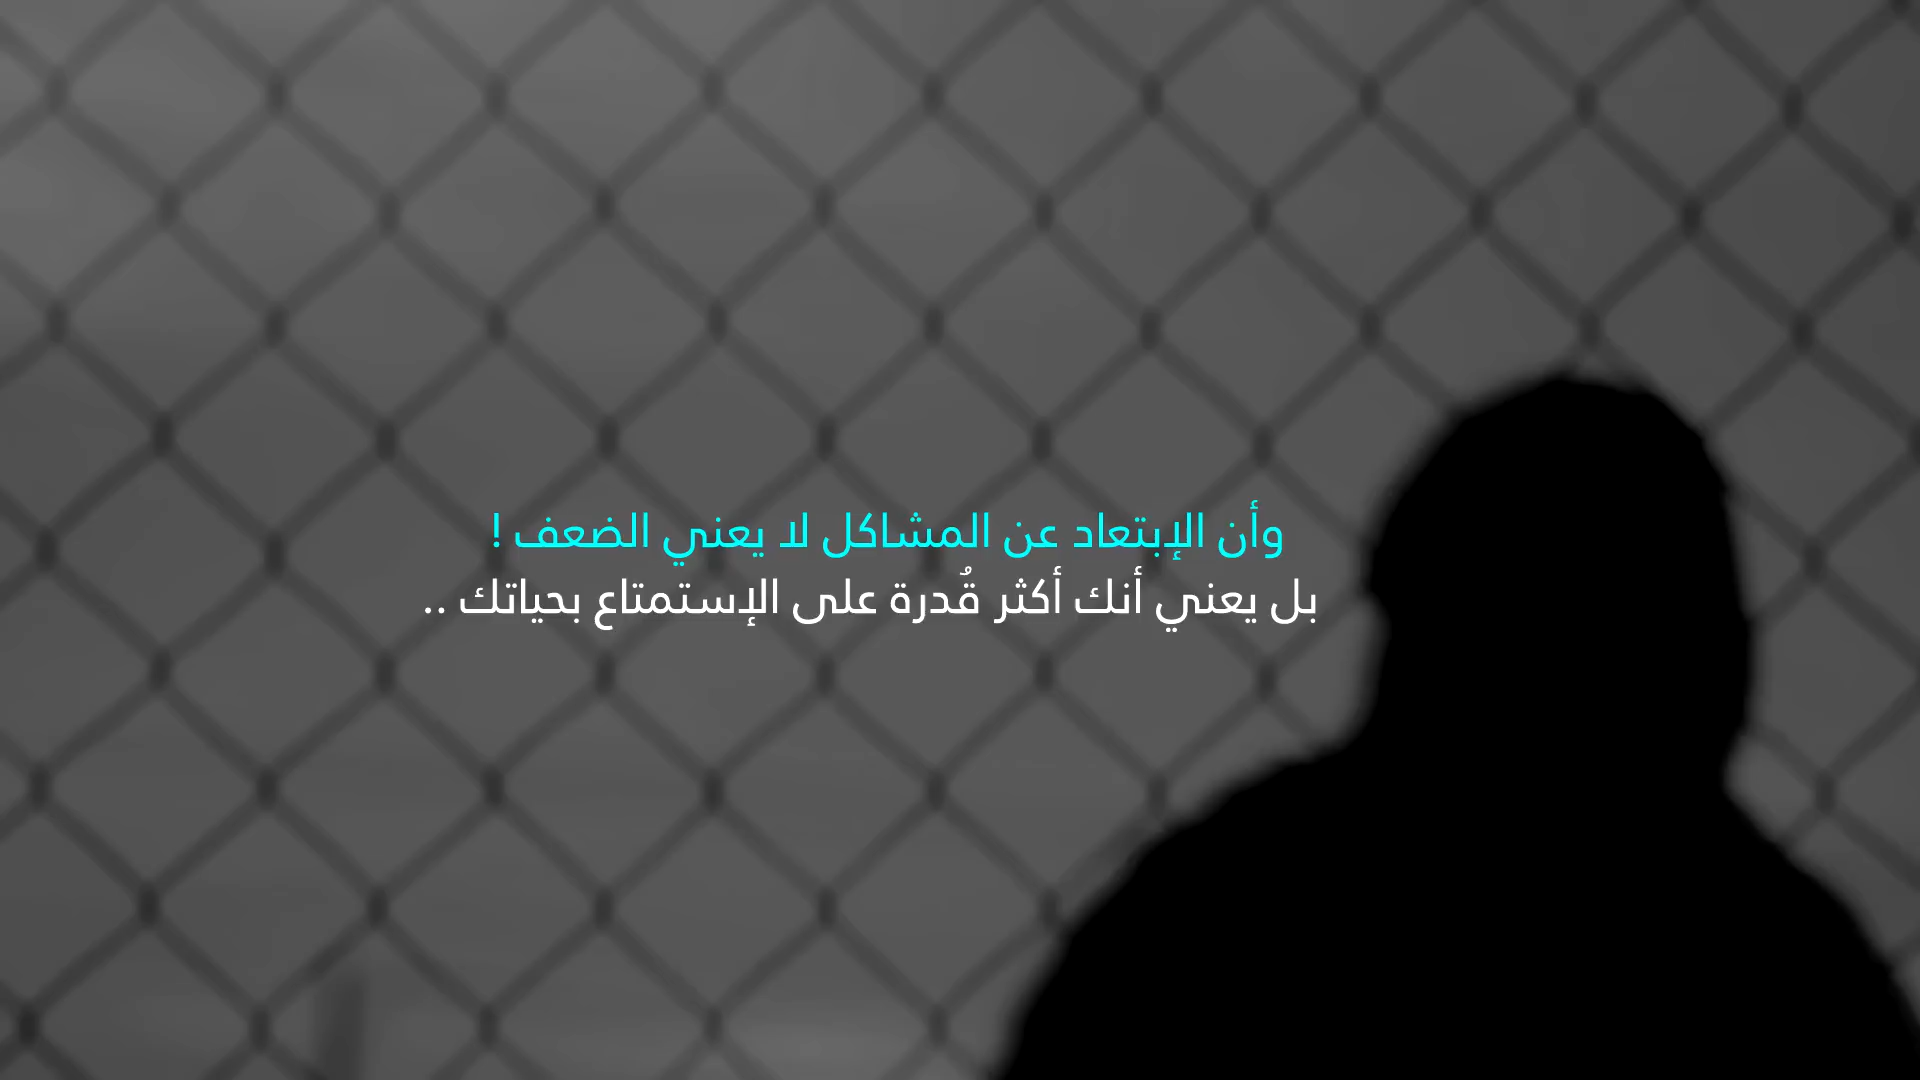 وأن الإبتعاد عن المشاكل لا يعني الضعف !
بل يعني أنك أكثر قُدرة على الإستمتاع بحياتك ..